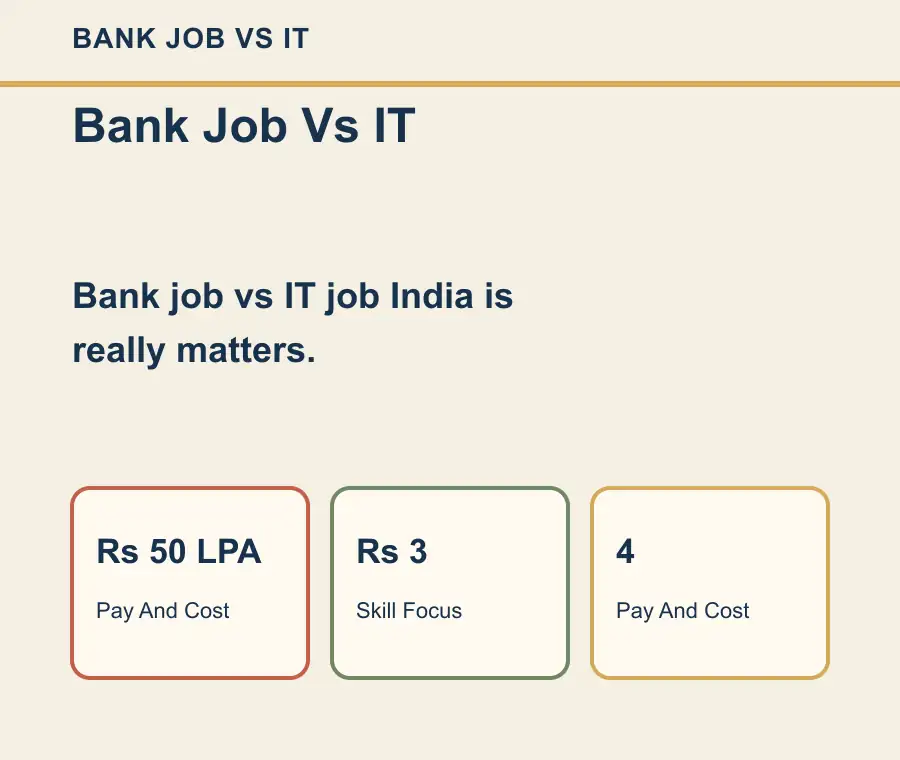 BANK JOB VS IT
Bank Job Vs IT
Bank job vs IT job India is
really matters.
Rs 50 LPA
Pay And Cost
Rs 3
Skill Focus
4
Pay And Cost